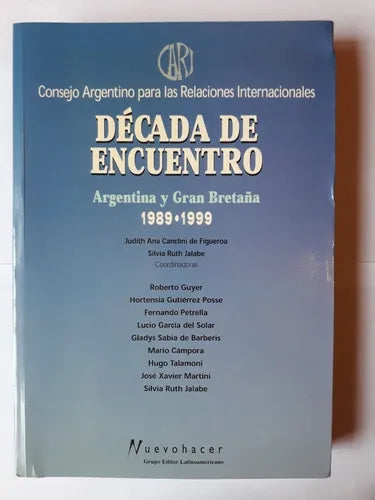 CARI
Consejo Argentino para las Relaciones Internacionales
DÉCADA DE
ENCUENTRO
Argentina y Gran Bretaña
1989•1999
Judith Ana Canclini de Figueroa
Silvia Ruth Jalabe
Coordinadoras
Roberto Guyer
Hortensia Gutiérrez Posse
Fernando Petrella
Lucio García del Solar
Gladys Sabia de Barberis
Mario Cámpora
Hugo Talamoni
José Xavier Martini
Silvia Ruth Jalabe
Nuevohacer
Grupo Editor Latinoamericano